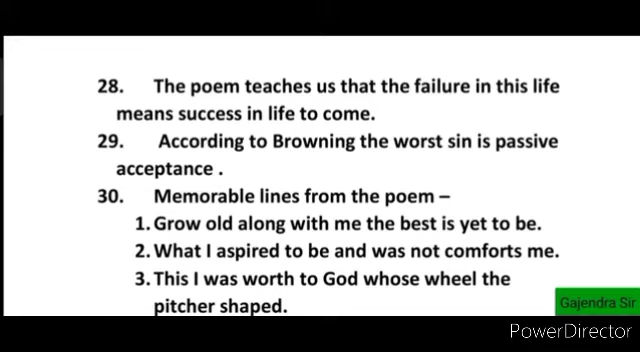 28. The poem teaches us that the failure in this life
means success in life to come.
29. According to Browning the worst sin is passive
acceptance .
30. Memorable lines from the poem –
1. Grow old along with me the best is yet to be.
2. What I aspired to be and was not comforts me.
3. This I was worth to God whose wheel the
pitcher shaped.
Gajendra Sir
PowerDirector